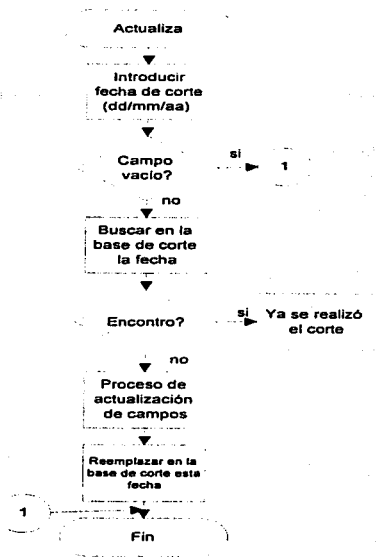 Actualiza
Introducir
fecha de corte
(dd/mm/aa)
Campo
vacío?
si
1
no
Buscar en la
base de corte
la fecha
Encontro?
si
Ya se realizó
el corte
no
Proceso de
actualización
de campos
Reemplazar en la
base de corte esta
fecha
1
Fin